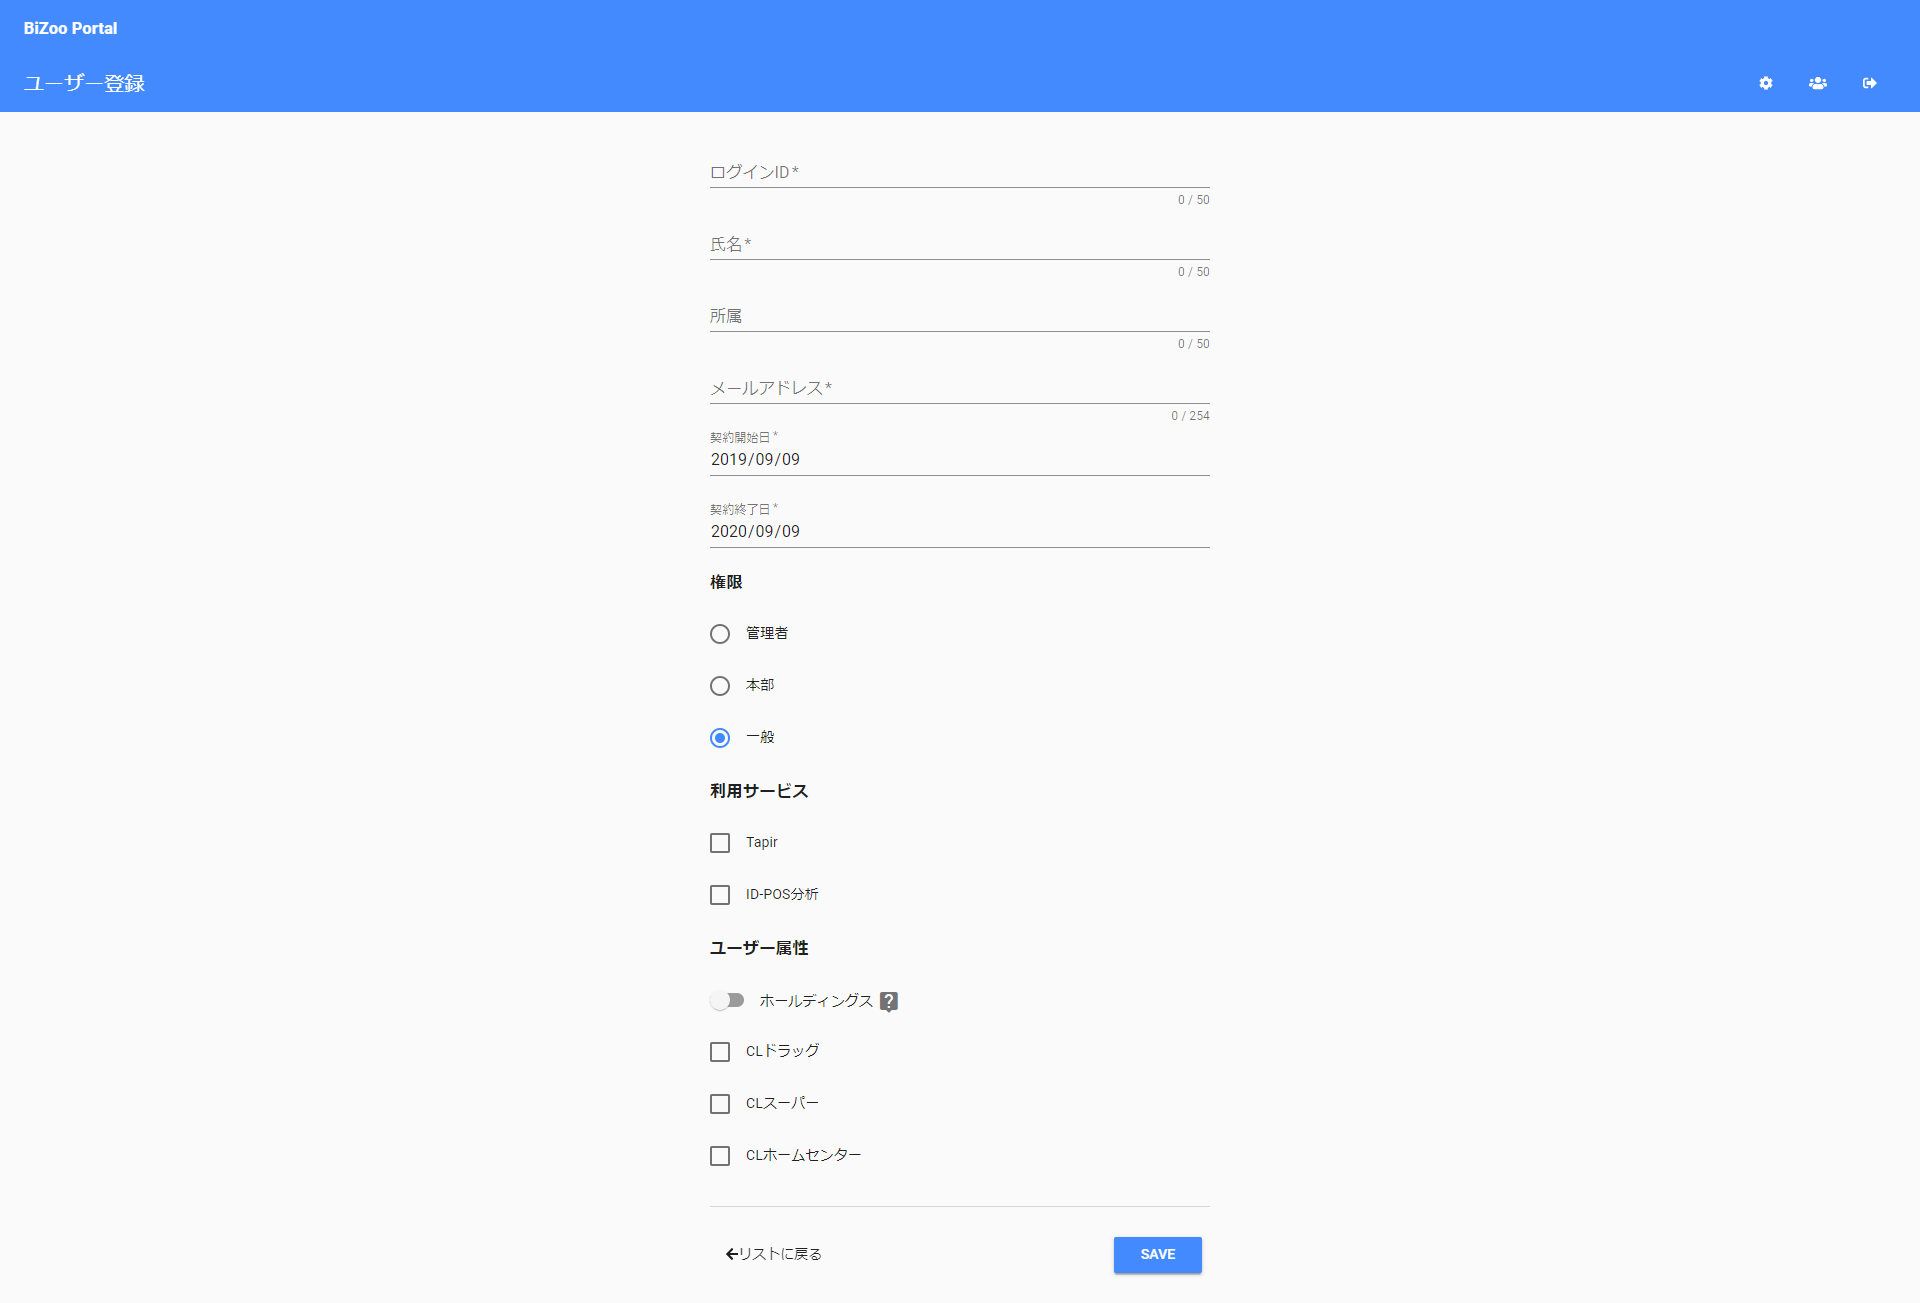 BiZoo Portal
ユーザー登録
ログインID *
0 / 50
氏名 *
0 / 50
所属
0 / 50
メールアドレス *
0 / 254
契約開始日 *
2019/09/09
契約終了日 *
2020/09/09
権限
管理者
本部
一般
利用サービス
Tapir
ID-POS分析
ユーザー属性
ホールディングス ?
CLドラッグ
CLスーパー
CLホームセンター
←リストに戻る
SAVE